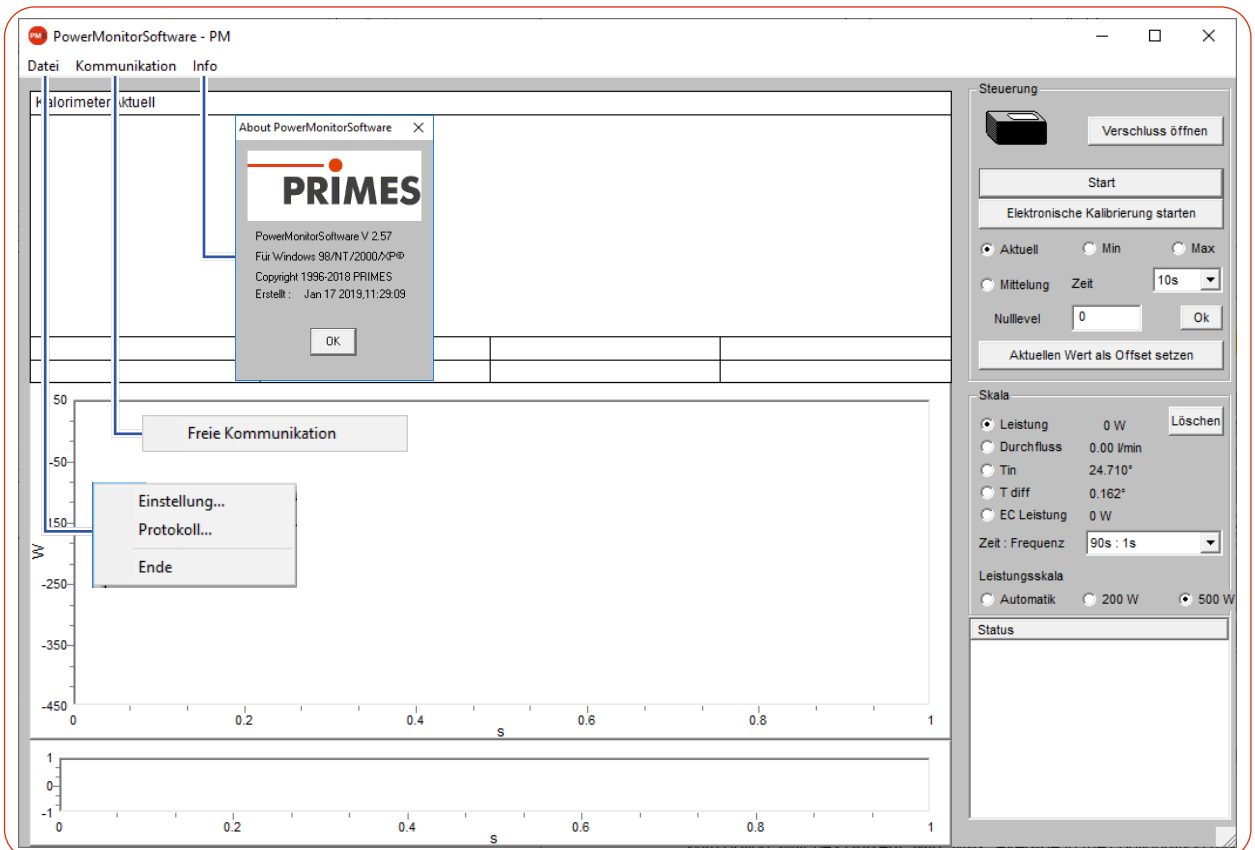 PowerMonitorSoftware - PM
Datei Kommunikation Info
Kalorimeter Aktuell
About PowerMonitorSoftware
PRIMES
PowerMonitorSoftware V 2.57
Für Windows 98/NT/2000/XP®
Copyright 1996-2018 PRIMES
Erstellt : Jan 17 2019,11:29:09
OK
Freie Kommunikation
Einstellung...
Protokoll...
Ende
50
-50
-150
-250
-350
-450
W
0 0.2 0.4 0.6 0.8 1
s
1
0
-1
0 0.2 0.4 0.6 0.8 1
s
Steuerung
Verschluss öffnen
Start
Elektronische Kalibrierung starten
Aktuell Min Max
Mittelung Zeit 10s
Nulllevel 0 Ok
Aktuellen Wert als Offset setzen
Skala
Leistung 0 W Löschen
Durchfluss 0.00 l/min
Tin 24.710°
T diff 0.162°
EC Leistung 0 W
Zeit : Frequenz 90s : 1s
Leistungsskala
Automatik 200 W 500 W
Status